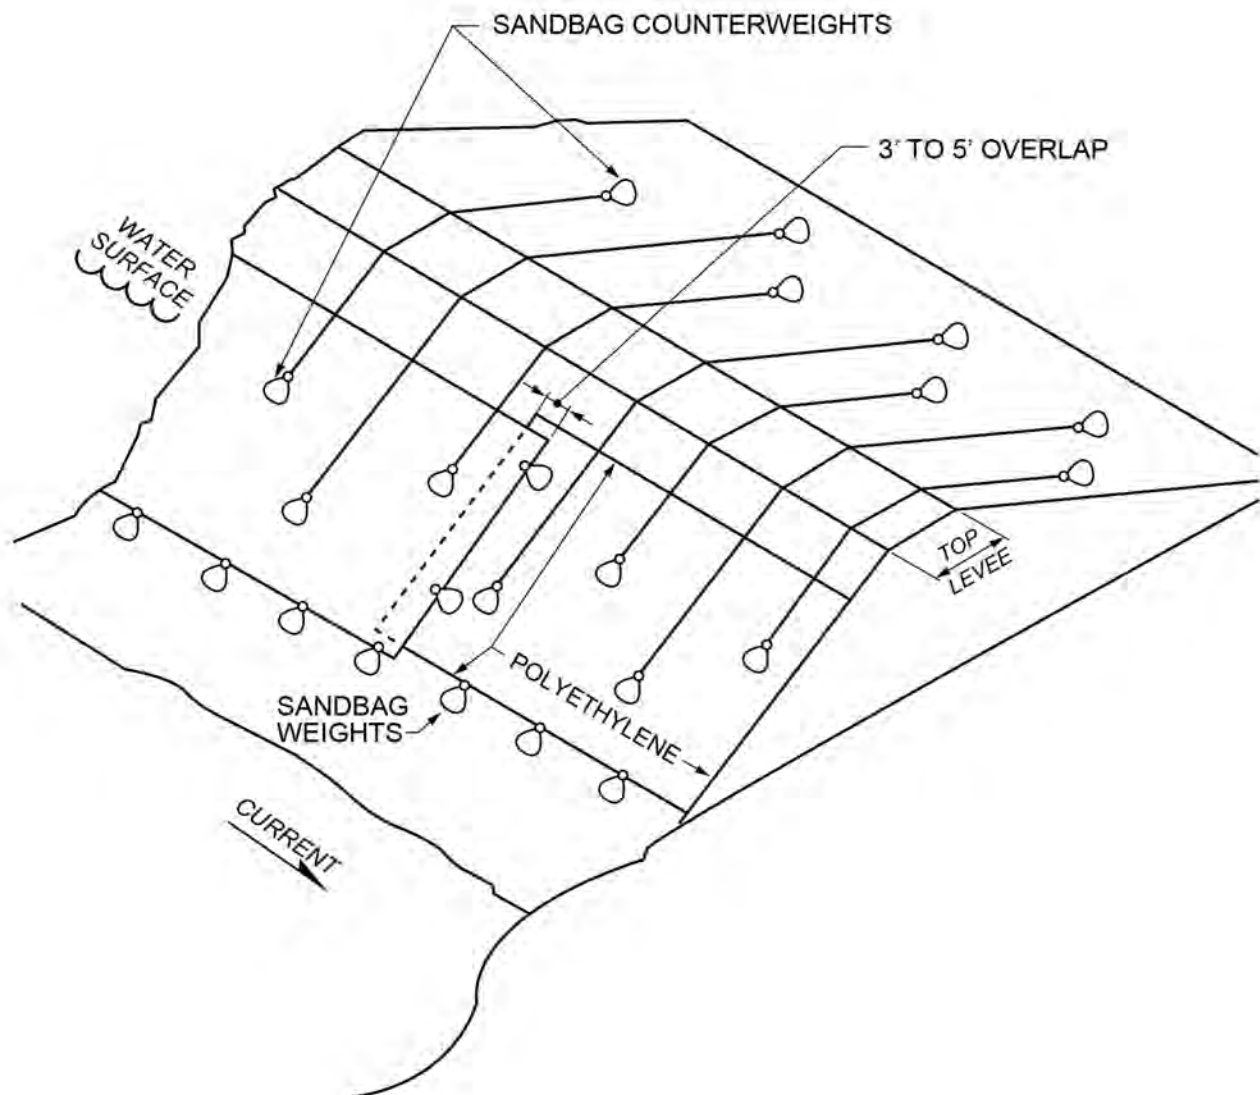 SANDBAG COUNTERWEIGHTS
3' TO 5' OVERLAP
WATER
SURFACE
TOP
LEVEE
POLYETHYLENE
SANDBAG
WEIGHTS
CURRENT